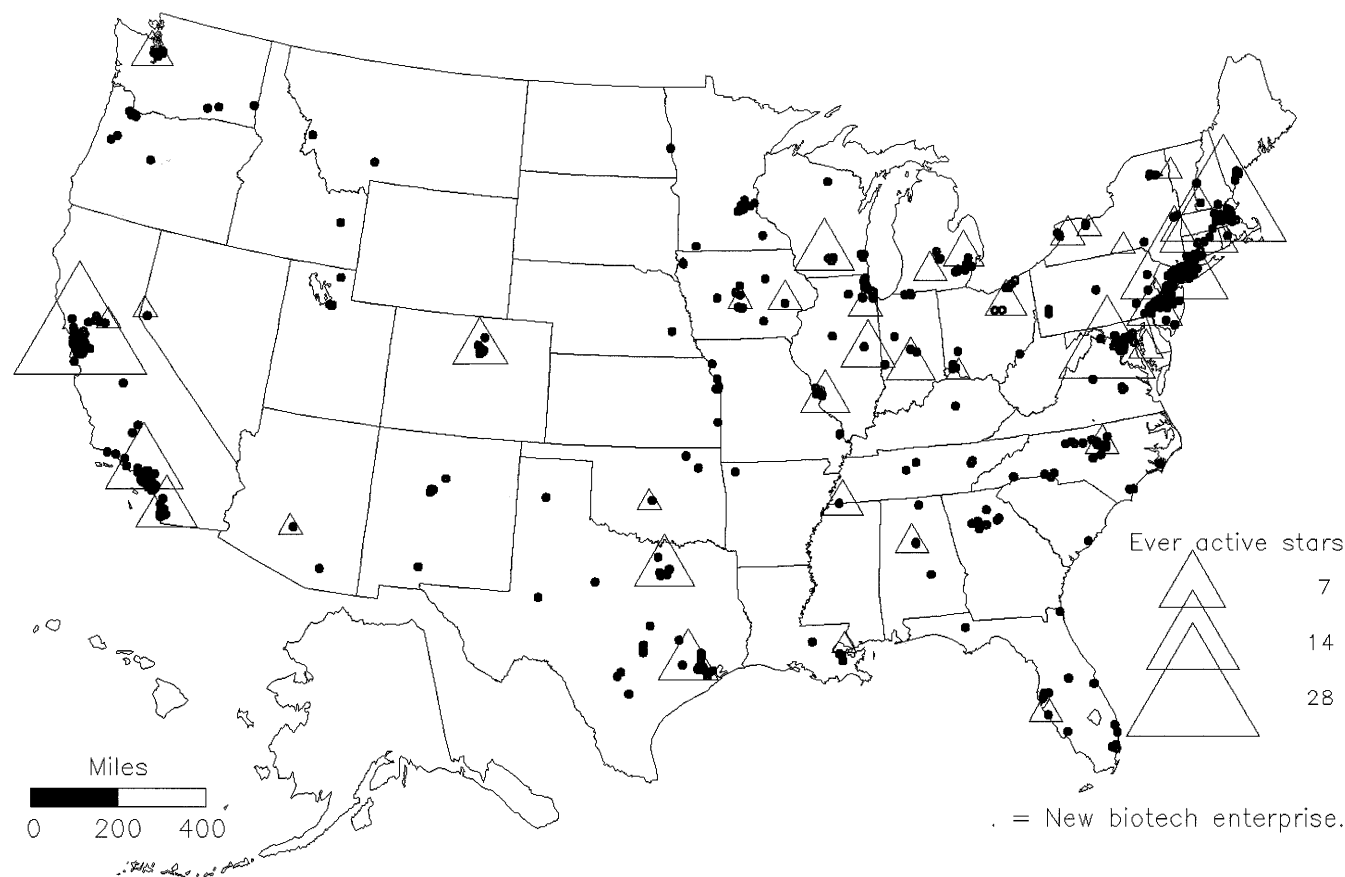 Ever active stars
7
14
28
Miles
0 200 400
. = New biotech enterprise.